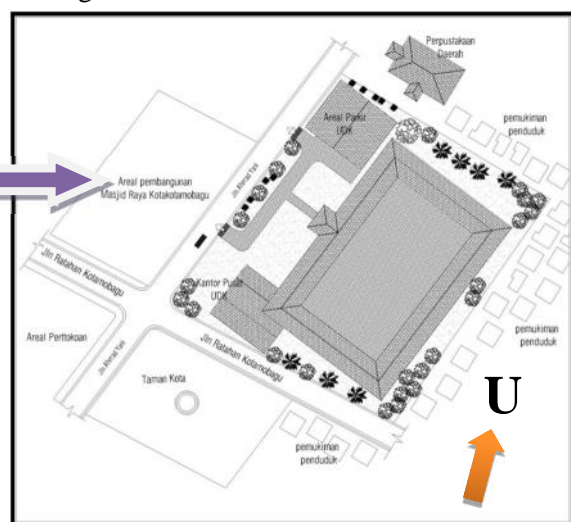 Perpustakaan
Daerah
Areal Parkir
UDK
pemukiman
penduduk
Areal pembangunan
Masjid Raya Kotakotamobagu
Jln Ahmad Yani
Jln Ratahan Kotamobagu
Kantor Pusat
UDK
Areal Perttokoan
Jln Ahmad Yani
Jln Ratahan Kotamobagu
Taman Kota
pemukiman
penduduk
U
pemukiman
penduduk